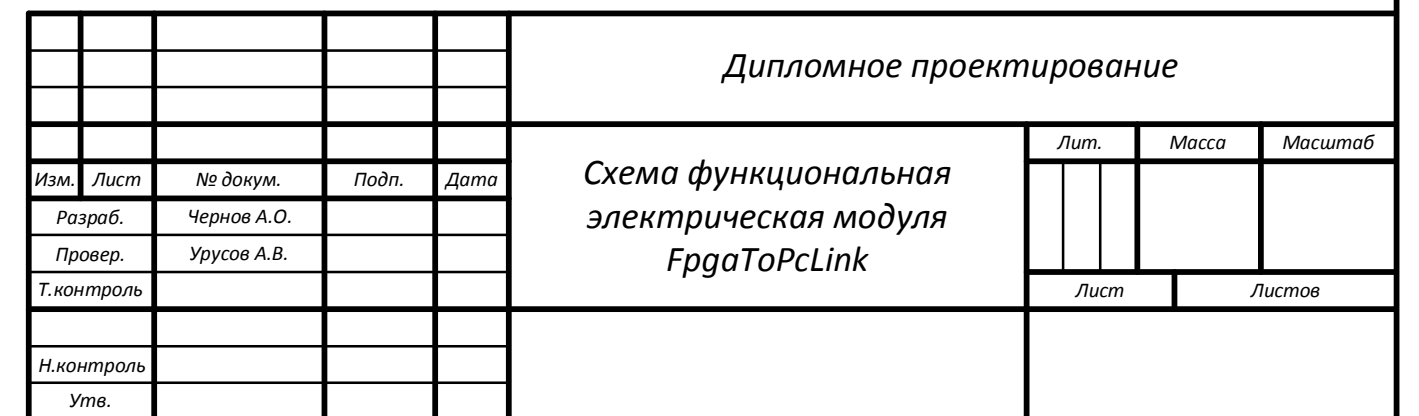 Дипломное проектирование
Лит. Масса Масштаб
Схема функциональная
электрическая модуля
FpgaToPcLink
Изм. Лист № докум. Подп. Дата
Разраб. Чернов А.О.
Провер. Урусов А.В.
Т.контроль
Лист Листов
Н.контроль
Утв.